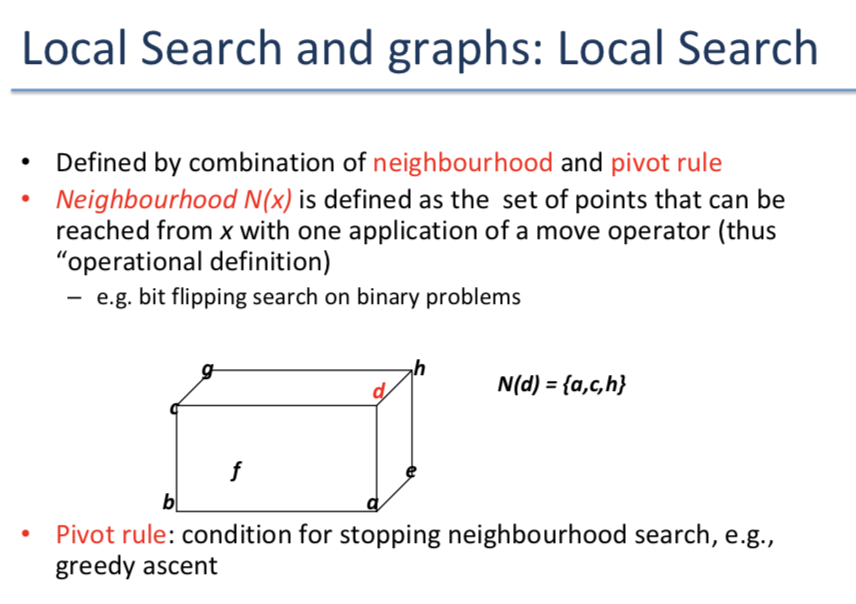 Local Search and graphs: Local Search
• Defined by combination of neighbourhood and pivot rule
• Neighbourhood N(x) is defined as the set of points that can be
reached from x with one application of a move operator (thus
“operational definition)
– e.g. bit flipping search on binary problems
g
h
d
N(d) = {a,c,h}
c
f
e
b
a
• Pivot rule: condition for stopping neighbourhood search, e.g.,
greedy ascent